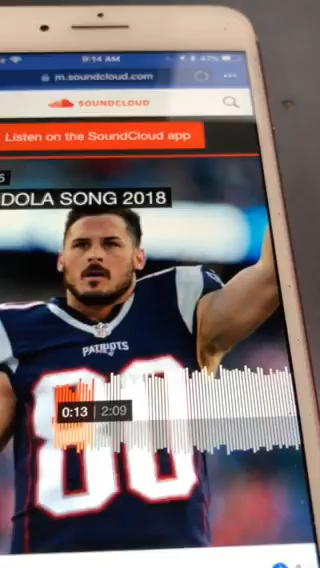 9:14 AM
47%
m.soundcloud.com
SOUNDCLOUD
Listen on the SoundCloud app
DOLA SONG 2018
PATRIOTS
80
0:13 | 2:09